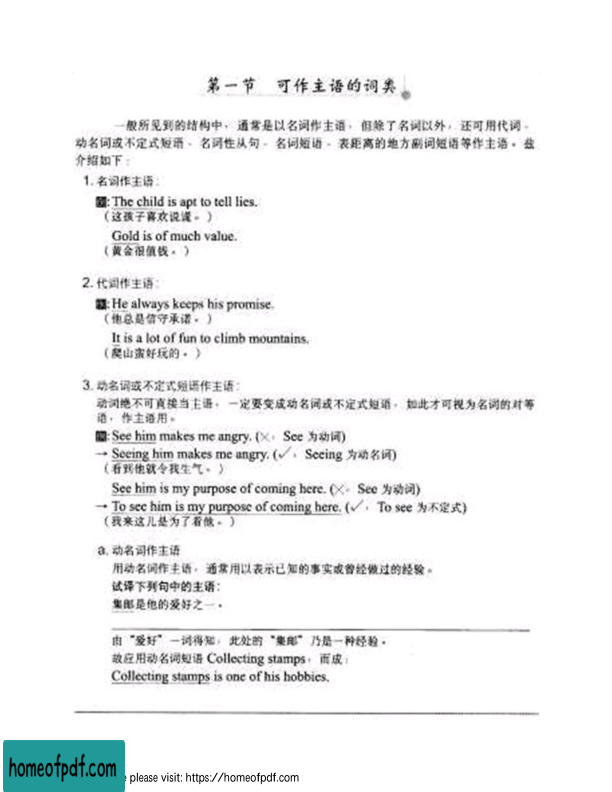 第一节 可作主语的词类
一般所见到的结构中，通常是以名词作主语，但除了名词以外，还可用代词、
动名词或不定式短语、名词性从句、名词短语、表距离的地方副词短语等作主语。兹
介绍如下：
1. 名词作主语：
例: The child is apt to tell lies.
（这孩子喜欢说谎。）
Gold is of much value.
（黄金很值钱。）
2. 代词作主语：
例: He always keeps his promise.
（他总是信守承诺。）
It is a lot of fun to climb mountains.
（爬山蛮好玩的。）
3. 动名词或不定式短语作主语：
动词绝不可直接当主语，一定要变成动名词或不定式短语，如此才可视为名词的对等
语，作主语用。
例: See him makes me angry. (×，See 为动词)
→ Seeing him makes me angry. (✓，Seeing 为动名词)
（看到他就令我生气。）
See him is my purpose of coming here. (×，See 为动词)
→ To see him is my purpose of coming here. (✓，To see 为不定式)
（我来这儿是为了看他。）
a. 动名词作主语
用动名词作主语，通常用以表示已知的事实或曾经做过的经验。
试译下列句中的主语：
集邮是他的爱好之一。
由“爱好”一词得知，此处的“集邮”乃是一种经验。
故应用动名词短语 Collecting stamps，而成：
Collecting stamps is one of his hobbies.
homeofpdf.com
e please visit: https://homeofpdf.com